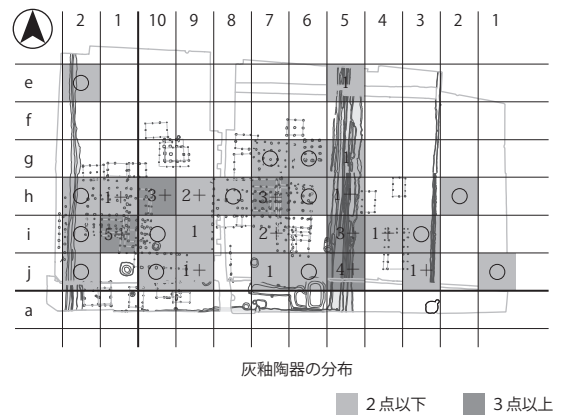 2 1 10 9 8 7 6 5 4 3 2 1
e ○ 1
f
g ○ ○ 1
h ○ 1+ 3+ 2+ ○ 3+ ○ 1+ ○
i ○ 5+ ○ 1 2+ 3+ 1+ ○
j ○ ○ 1+ 1 ○ 4+ 1+ ○
a
灰釉陶器の分布
2点以下 3点以上